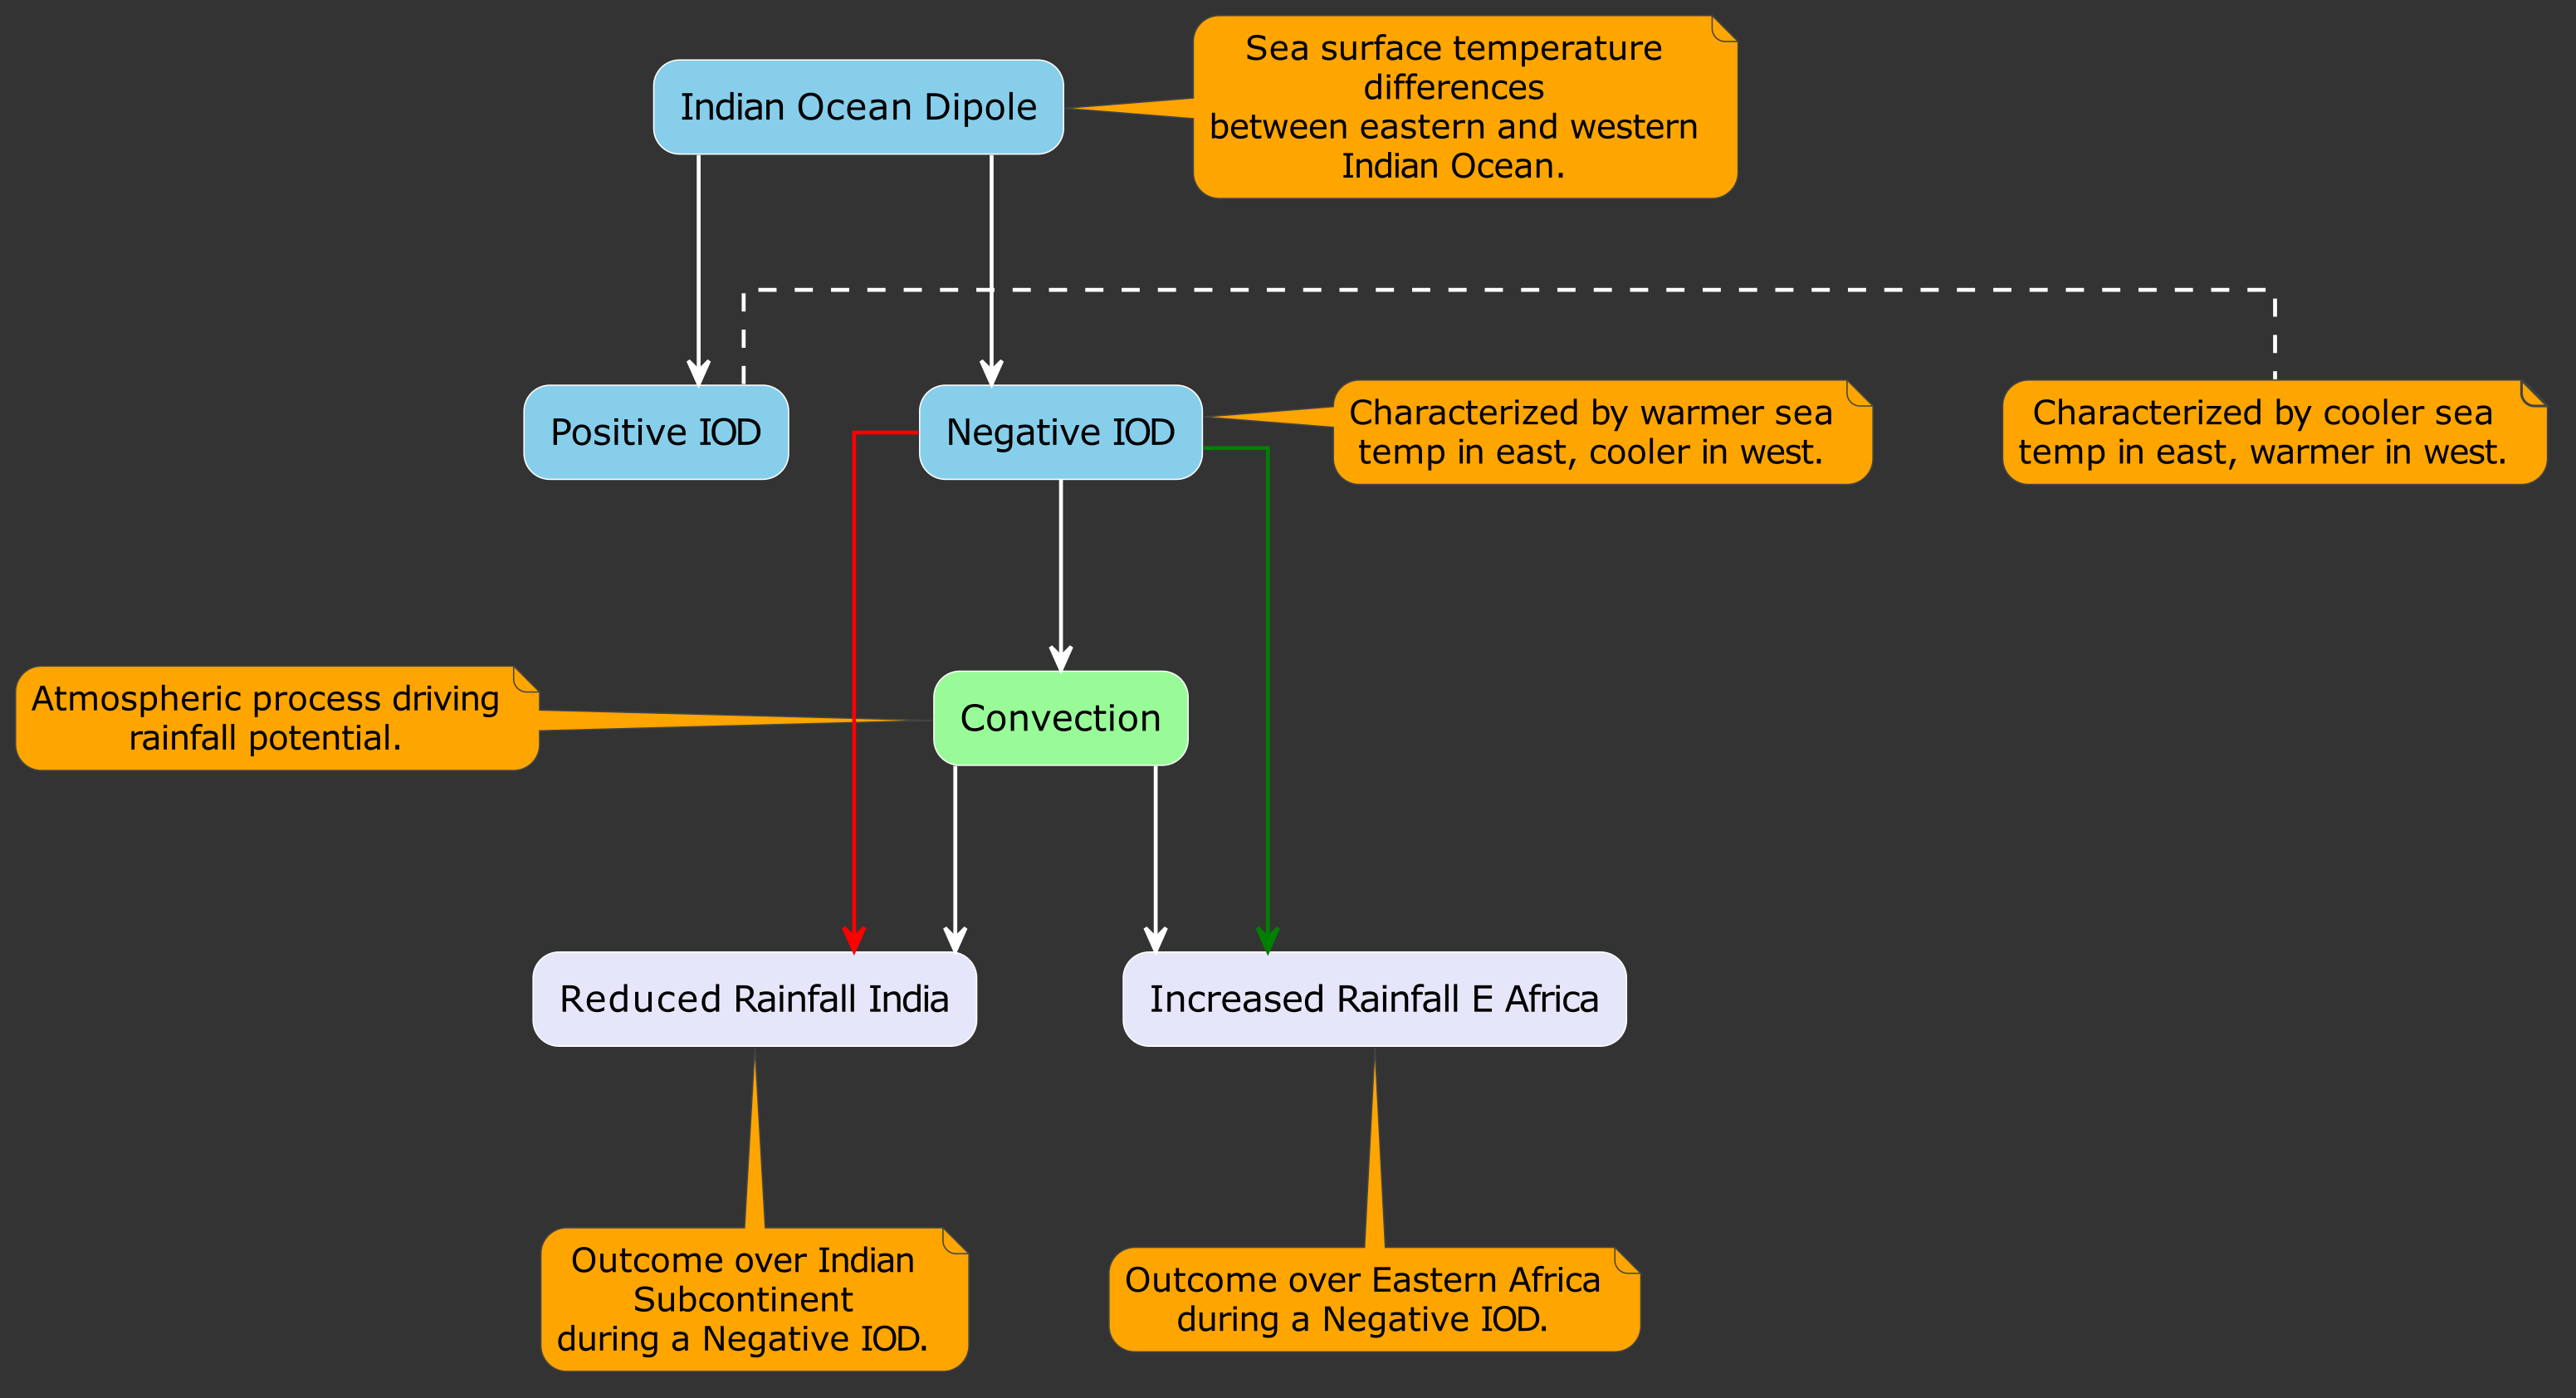 Sea surface temperature
differences
between eastern and western
Indian Ocean.
Indian Ocean Dipole
Positive IOD
Negative IOD
Characterized by warmer sea
temp in east, cooler in west.
Characterized by cooler sea
temp in east, warmer in west.
Atmospheric process driving
rainfall potential.
Convection
Reduced Rainfall India
Increased Rainfall E Africa
Outcome over Indian
Subcontinent
during a Negative IOD.
Outcome over Eastern Africa
during a Negative IOD.